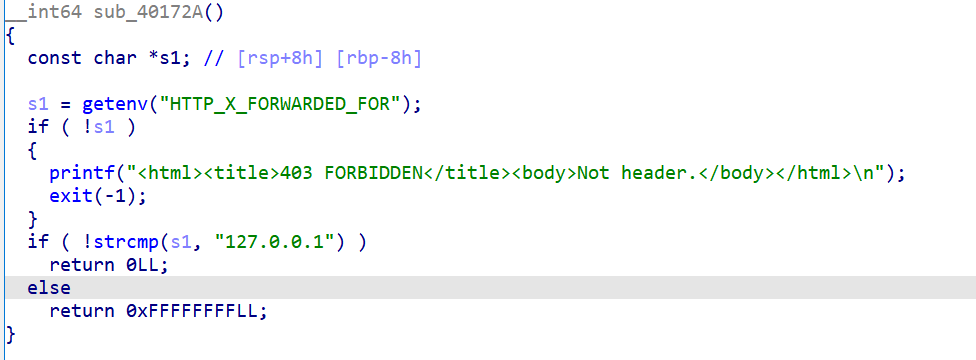 __int64 sub_40172A()
{
  const char *s1; // [rsp+8h] [rbp-8h]

  s1 = getenv("HTTP_X_FORWARDED_FOR");
  if ( !s1 )
  {
    printf("<html><title>403 FORBIDDEN</title><body>Not header.</body></html>\n");
    exit(-1);
  }
  if ( !strcmp(s1, "127.0.0.1") )
    return 0LL;
  else
    return 0xFFFFFFFFLL;
}